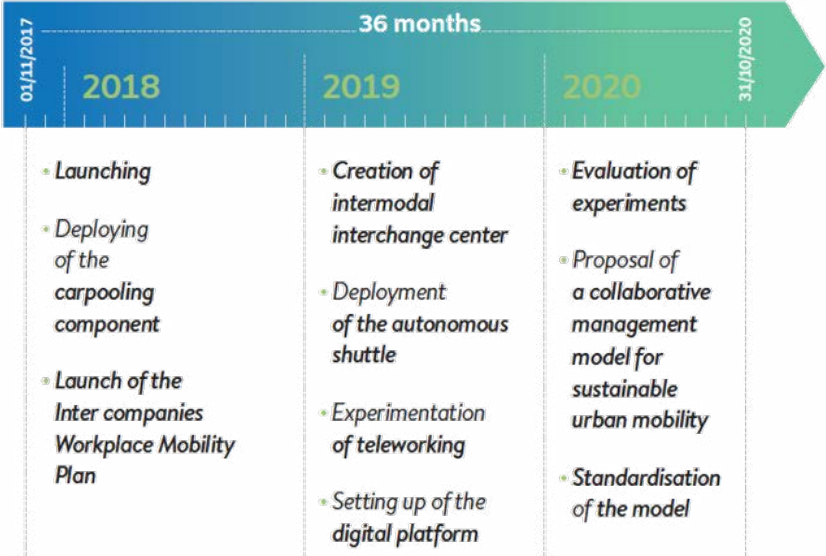 36 months
01/11/2017
2018
2019
2020
31/10/2020
• Launching
• Deploying
of the
carpooling
component
• Launch of the
Inter companies
Workplace Mobility
Plan
• Creation of
intermodal
interchange center
• Deployment
of the autonomous
shuttle
• Experimentation
of teleworking
• Setting up of the
digital platform
• Evaluation of
experiments
• Proposal of
a collaborative
management
model for
sustainable
urban mobility
• Standardisation
of the model